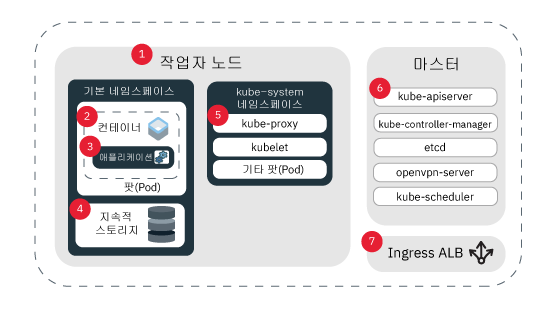 1
작업자 노드
기본 네임스페이스
2
컨테이너
3
애플리케이션
팟(Pod)
4
지속적
스토리지
kube-system
네임스페이스
5
kube-proxy
kubelet
기타 팟(Pod)
마스터
6
kube-apiserver
kube-controller-manager
etcd
openvpn-server
kube-scheduler
7
Ingress ALB